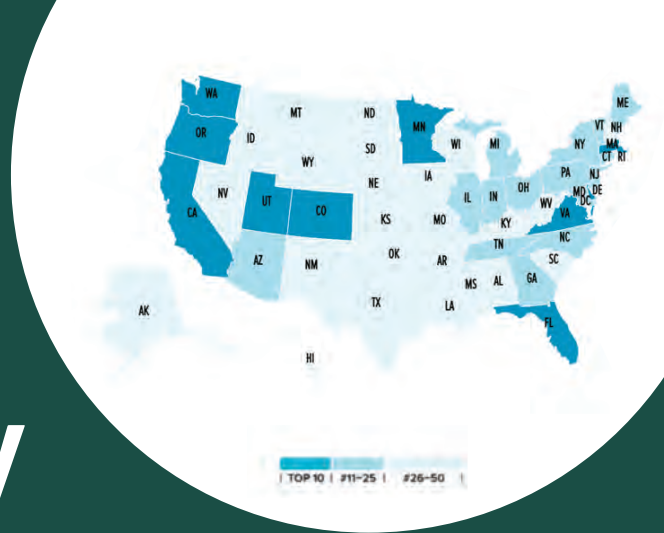 WA
MT
ND
ME
OR
ID
MN
VT NH
WI
MI
NY
MA
SD
WY
CT RI
IA
PA
NJ
NE
OH
MD DE
NV
UT
CO
IL
IN
WV
DC
CA
KS
MO
KY
VA
TN
NC
AZ
NM
OK
AR
SC
MS
AL
GA
TX
LA
AK
FL
HI
| TOP 10 | #11-25 | #26-50 |